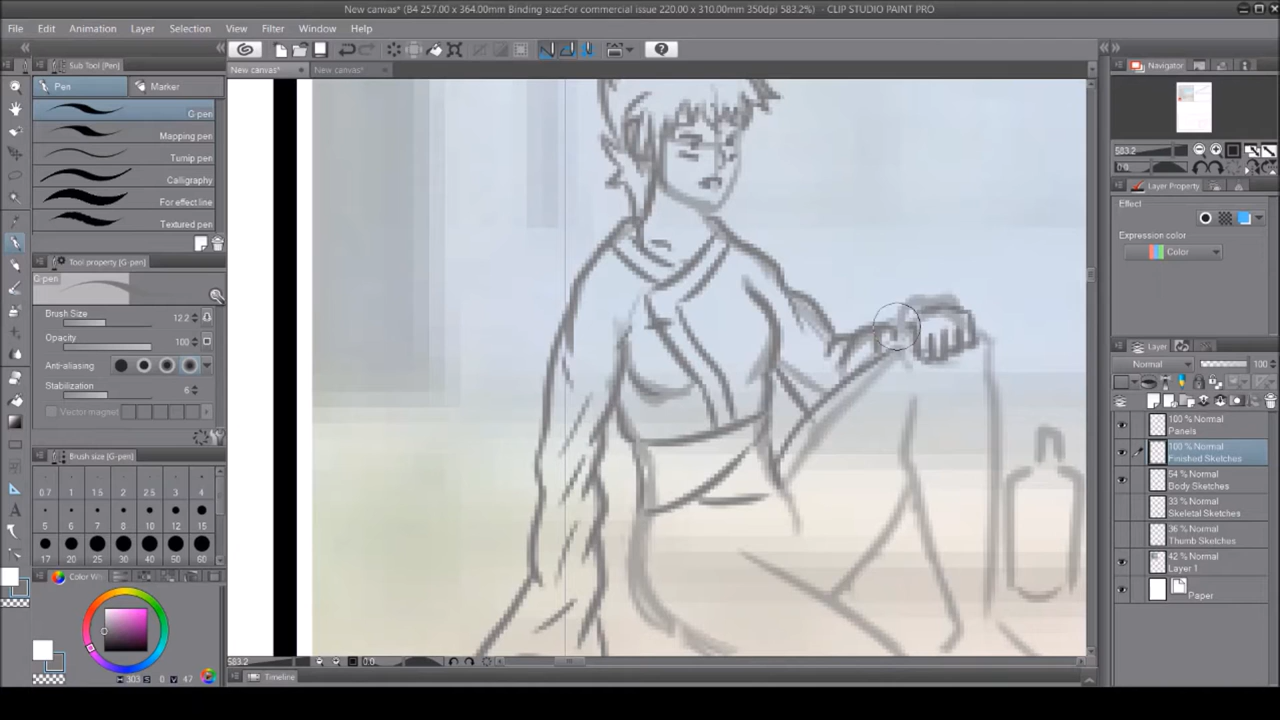 New canvas* (B4 257.00 x 364.00mm Binding size:For commercial issue 220.00 x 310.00mm 350dpi 583.2%) - CLIP STUDIO PAINT PRO
File Edit Animation Layer Selection View Filter Window Help
New canvas* New canvas*
Sub Tool [Pen]
Pen Marker
G-pen
Mapping pen
Turnip pen
Calligraphy
For effect line
Textured pen
Tool property [G-pen]
G-pen
Brush Size 12.2
Opacity 100
Anti-aliasing
Stabilization 6
Vector magnet
Brush size [G-pen]
0.7 1 1.5 2 2.5 3 4
5 6 7 8 10 12 15
17 20 25 30 40 50 60
Color W
303 S 0 V 47
583.2 0.0
Timeline
Navigator
583.2
0.0
Layer Property
Effect
Expression color
Color
Layer
Normal 100
100 % Normal
Panels
100 % Normal
Finished Sketches
54 % Normal
Body Sketches
33 % Normal
Skeletal Sketches
36 % Normal
Thumb Sketches
42 % Normal
Layer 1
Paper